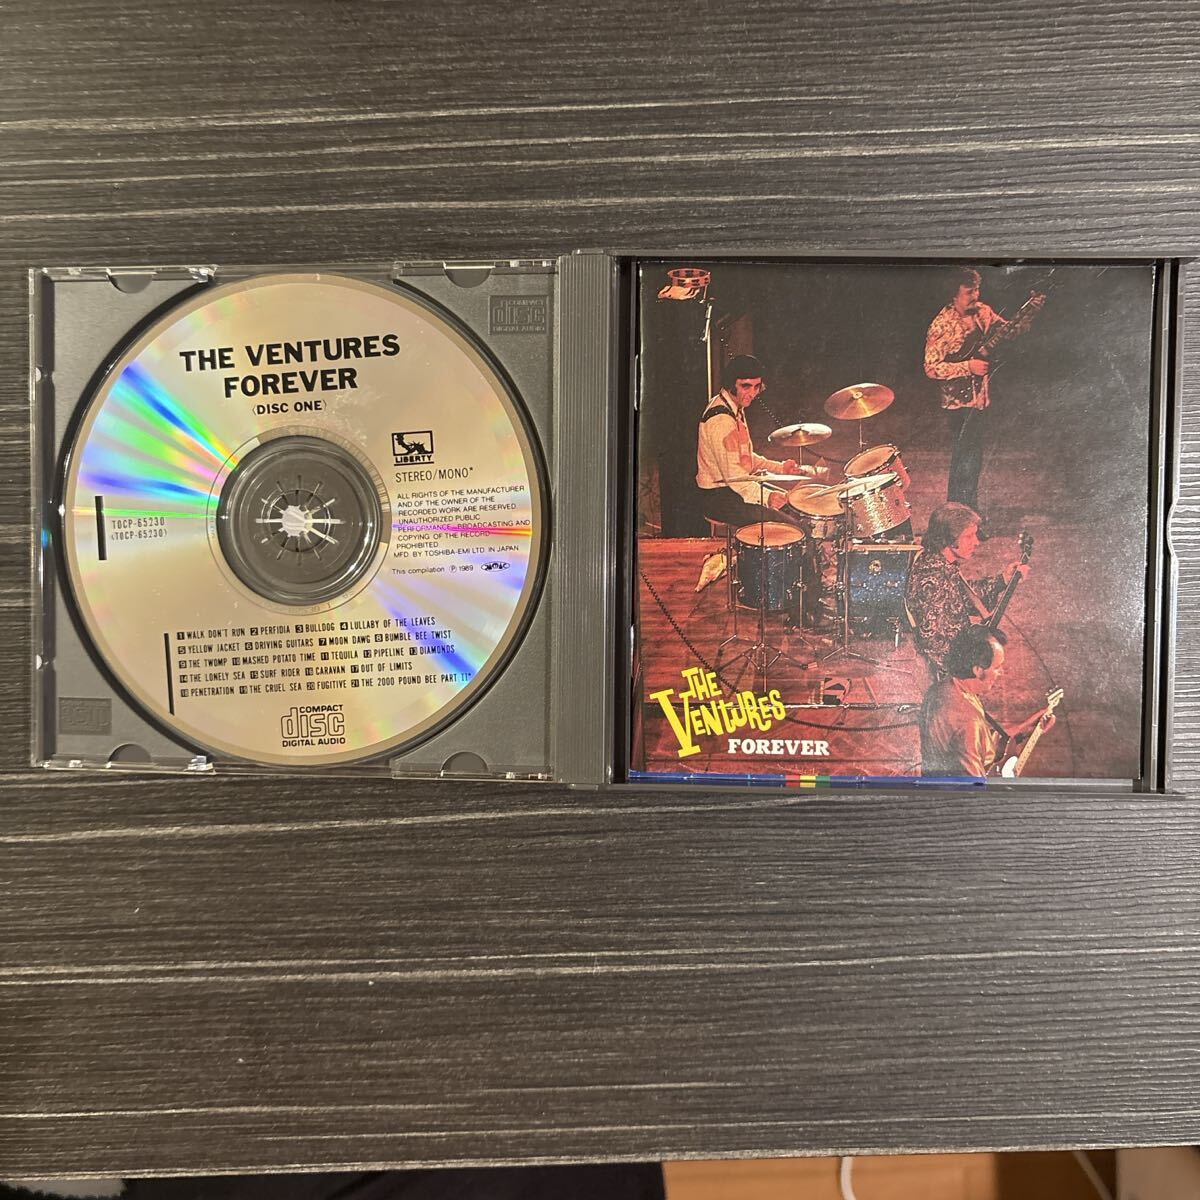 THE VENTURES
FOREVER
〈DISC ONE〉
LIBERTY
STEREO/MONO*
ALL RIGHTS OF THE MANUFACTURER
AND OF THE OWNER OF THE
RECORDED WORK ARE RESERVED.
UNAUTHORIZED PUBLIC
PERFORMANCE, BROADCASTING AND
COPYING OF THE RECORD
PROHIBITED.
MFD. BY TOSHIBA-EMI LTD. IN JAPAN
This compilation Ⓟ 1989
TOCP-65230
(TOCP-65230)
1 WALK DON'T RUN 2 PERFIDIA 3 BULLDOG 4 LULLABY OF THE LEAVES
5 YELLOW JACKET 6 DRIVING GUITARS 7 MOON DAWG 8 BUMBLE BEE TWIST
9 THE TWOMP 10 MASHED POTATO TIME 11 TEQUILA 12 PIPELINE 13 DIAMONDS
14 THE LONELY SEA 15 SURF RIDER 16 CARAVAN 17 OUT OF LIMITS
18 PENETRATION 19 THE CRUEL SEA 20 FUGITIVE 21 THE 2000 POUND BEE PART II*
COMPACT
disc
DIGITAL AUDIO
COMPACT
disc
DIGITAL AUDIO
THE
VENTURES
FOREVER